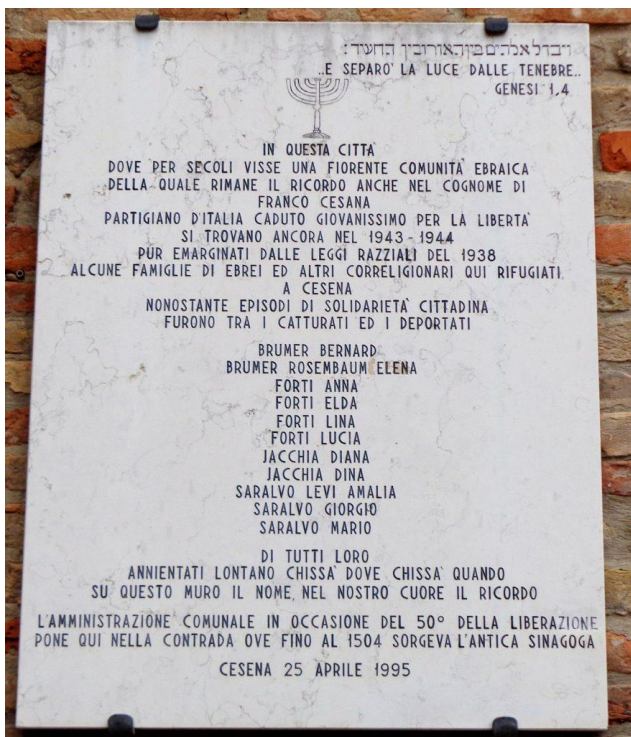 ויבדל אלהים בין האור ובין
..E SEPARO' LA LUCE DALLE TENEBRE..
GENESI 1.4
IN QUESTA CITTA'
DOVE PER SECOLI VISSE UNA FIORENTE COMUNITA' EBRAICA
DELLA QUALE RIMANE IL RICORDO ANCHE NEL COGNOME DI
FRANCO CESANA
PARTIGIANO D'ITALIA CADUTO GIOVANISSIMO PER LA LIBERTA'
SI TROVANO ANCORA NEL 1943-1944
PUR EMARGINATI DALLE LEGGI RAZZIALI DEL 1938
ALCUNE FAMIGLIE DI EBREI ED ALTRI CORRELIGIONARI QUI RIFUGIATI.
A CESENA
NONOSTANTE EPISODI DI SOLIDARIETA' CITTADINA
FURONO TRA I CATTURATI ED I DEPORTATI
BRUMER BERNARD
BRUMER ROSEMBAUM ELENA
FORTI ANNA
FORTI ELDA
FORTI LINA
FORTI LUCIA
JACCHIA DIANA
JACCHIA DINA
SARALVO LEVI AMALIA
SARALVO GIORGIO
SARALVO MARIO
DI TUTTI LORO
ANNIENTATI LONTANO CHISSA' DOVE CHISSA' QUANDO
SU QUESTO MURO IL NOME, NEL NOSTRO CUORE IL RICORDO
L'AMMINISTRAZIONE COMUNALE IN OCCASIONE DEL 50° DELLA LIBERAZIONE
PONE QUI NELLA CONTRADA OVE FINO AL 1504 SORGEVA L'ANTICA SINAGOGA
CESENA 25 APRILE 1995